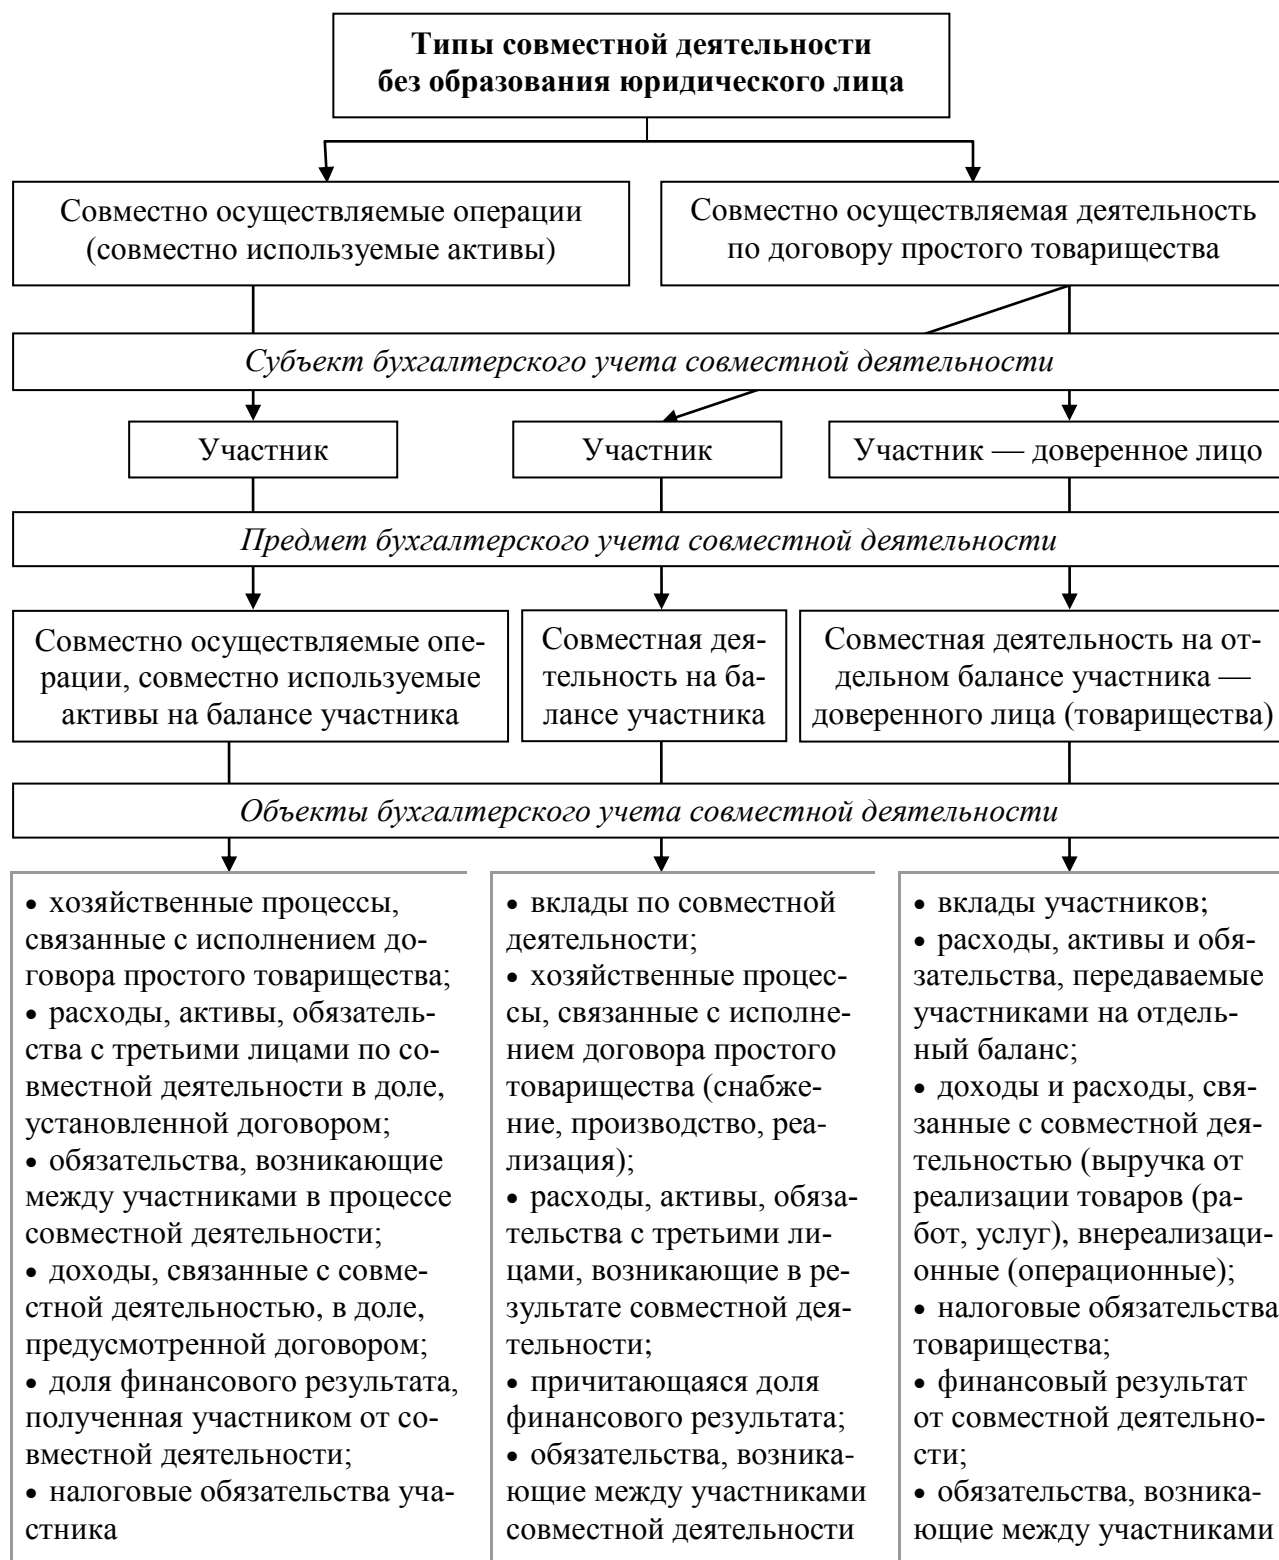 Типы совместной деятельности
без образования юридического лица
Совместно осуществляемые операции
(совместно используемые активы)
Совместно осуществляемая деятельность
по договору простого товарищества
Субъект бухгалтерского учета совместной деятельности
Участник
Участник
Участник — доверенное лицо
Предмет бухгалтерского учета совместной деятельности
Совместно осуществляемые опе-
рации, совместно используемые
активы на балансе участника
Совместная дея-
тельность на ба-
лансе участника
Совместная деятельность на от-
дельном балансе участника —
доверенного лица (товарищества)
Объекты бухгалтерского учета совместной деятельности
• хозяйственные процессы,
связанные с исполнением до-
говора простого товарищества;
• расходы, активы, обязатель-
ства с третьими лицами по со-
вместной деятельности в доле,
установленной договором;
• обязательства, возникающие
между участниками в процессе
совместной деятельности;
• доходы, связанные с совме-
стной деятельностью, в доле,
предусмотренной договором;
• доля финансового результата,
полученная участником от со-
вместной деятельности;
• налоговые обязательства уча-
стника
• вклады по совместной
деятельности;
• хозяйственные процес-
сы, связанные с исполне-
нием договора простого
товарищества (снабже-
ние, производство, реа-
лизация);
• расходы, активы, обяза-
тельства с третьими ли-
цами, возникающие в ре-
зультате совместной дея-
тельности;
• причитающаяся доля
финансового результата;
• обязательства, возника-
ющие между участниками
совместной деятельности
• вклады участников;
• расходы, активы и обя-
зательства, передаваемые
участниками на отдель-
ный баланс;
• доходы и расходы, свя-
занные с совместной дея-
тельностью (выручка от
реализации товаров (ра-
бот, услуг), внереализаци-
онные (операционные);
• налоговые обязательства
товарищества;
• финансовый результат
от совместной деятельно-
сти;
• обязательства, возника-
ющие между участниками